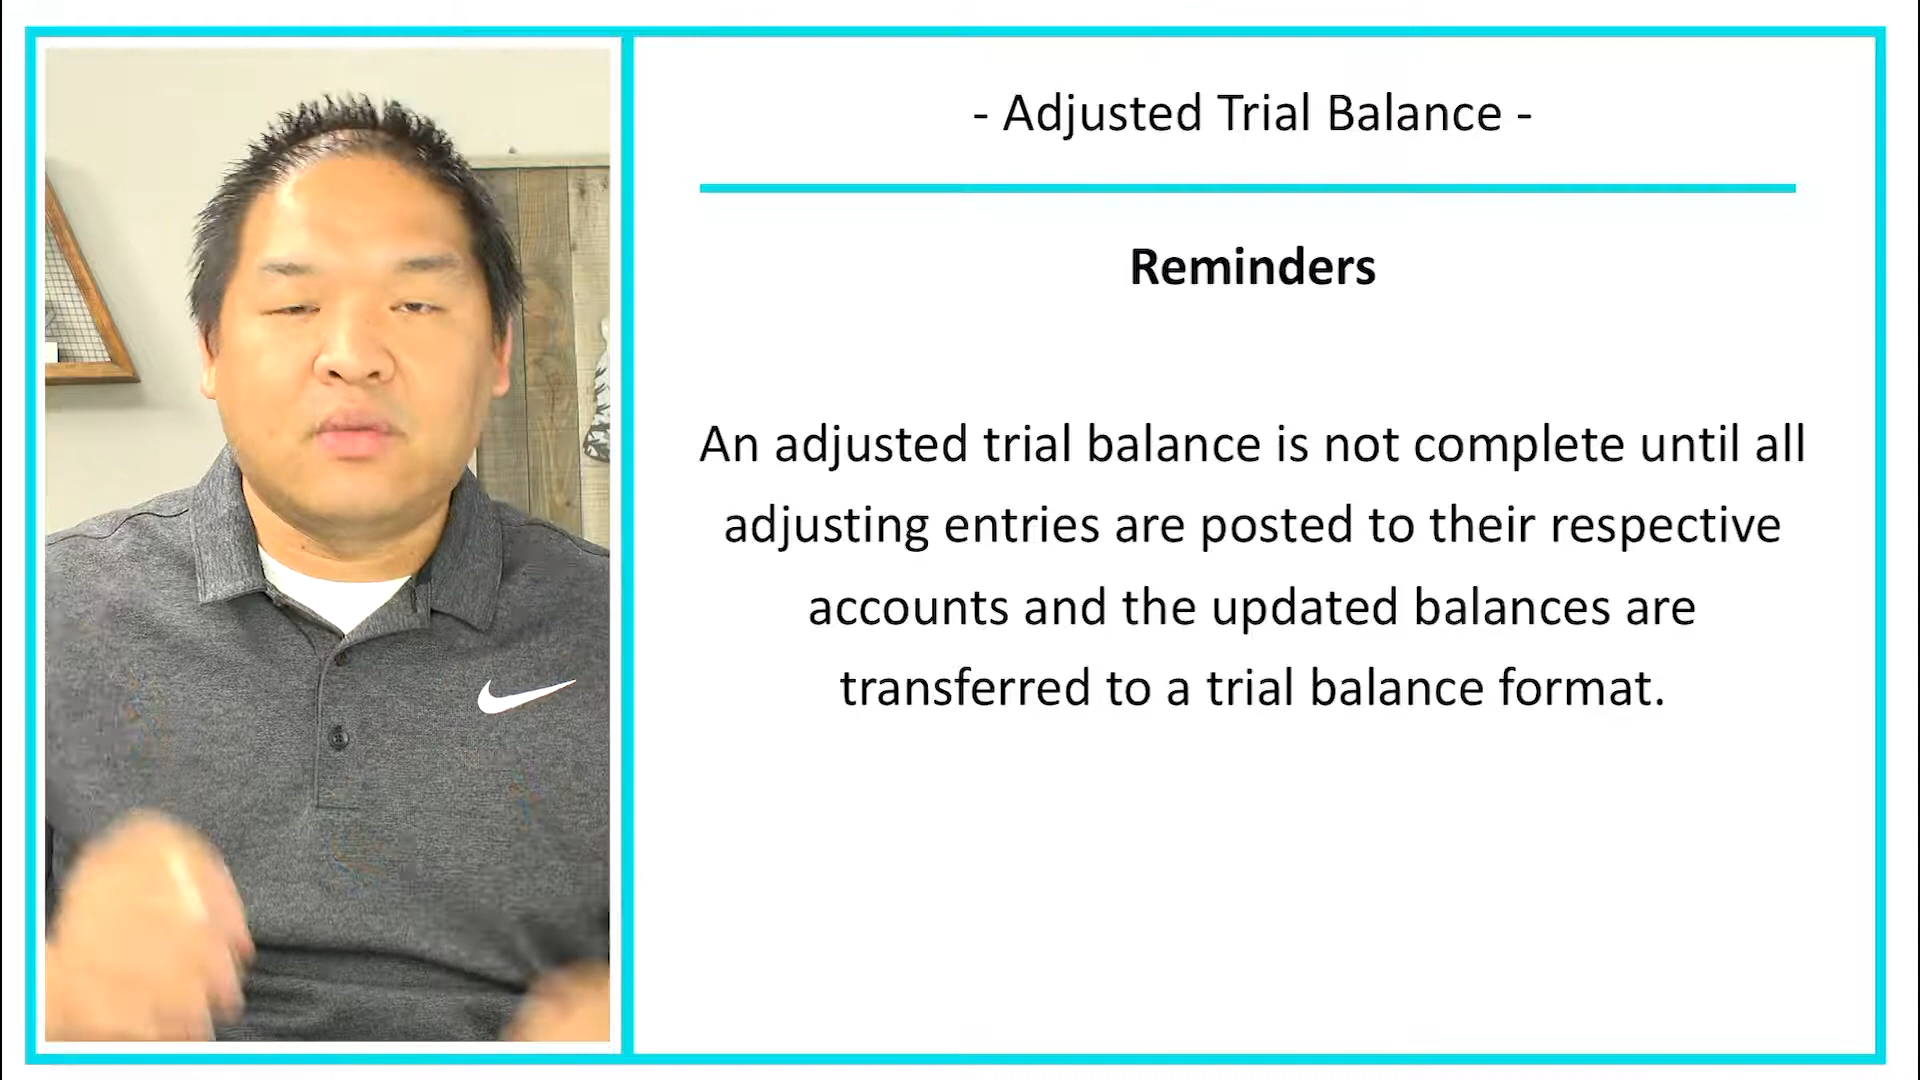 - Adjusted Trial Balance -
Reminders
An adjusted trial balance is not complete until all
adjusting entries are posted to their respective
accounts and the updated balances are
transferred to a trial balance format.